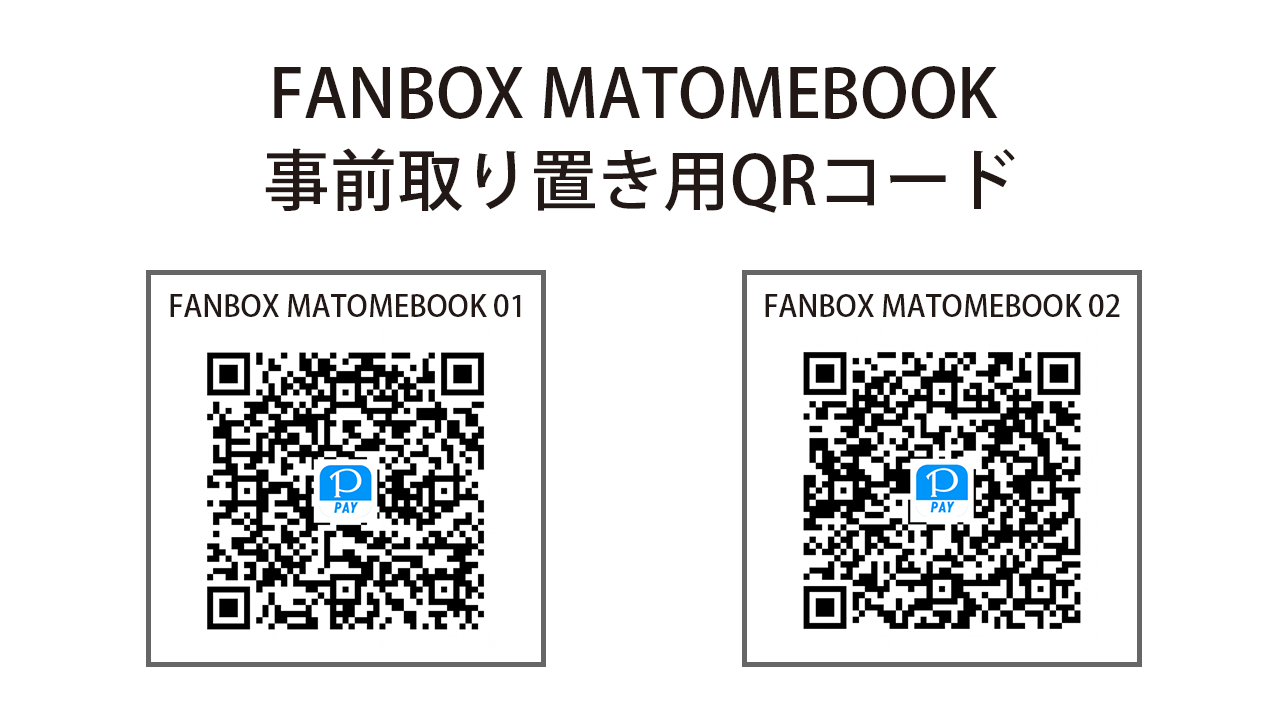 FANBOX MATOMEBOOK
事前取り置き用QRコード
FANBOX MATOMEBOOK 01
P
PAY
FANBOX MATOMEBOOK 02
P
PAY